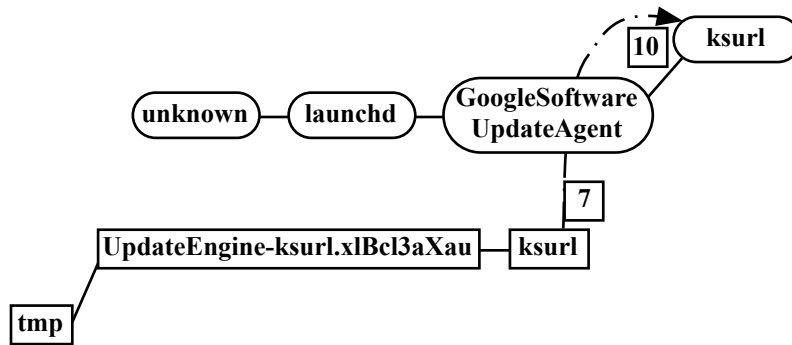 10
ksurl
GoogleSoftware
UpdateAgent
unknown
launchd
7
UpdateEngine-ksurl.xlBcl3aXau
ksurl
tmp